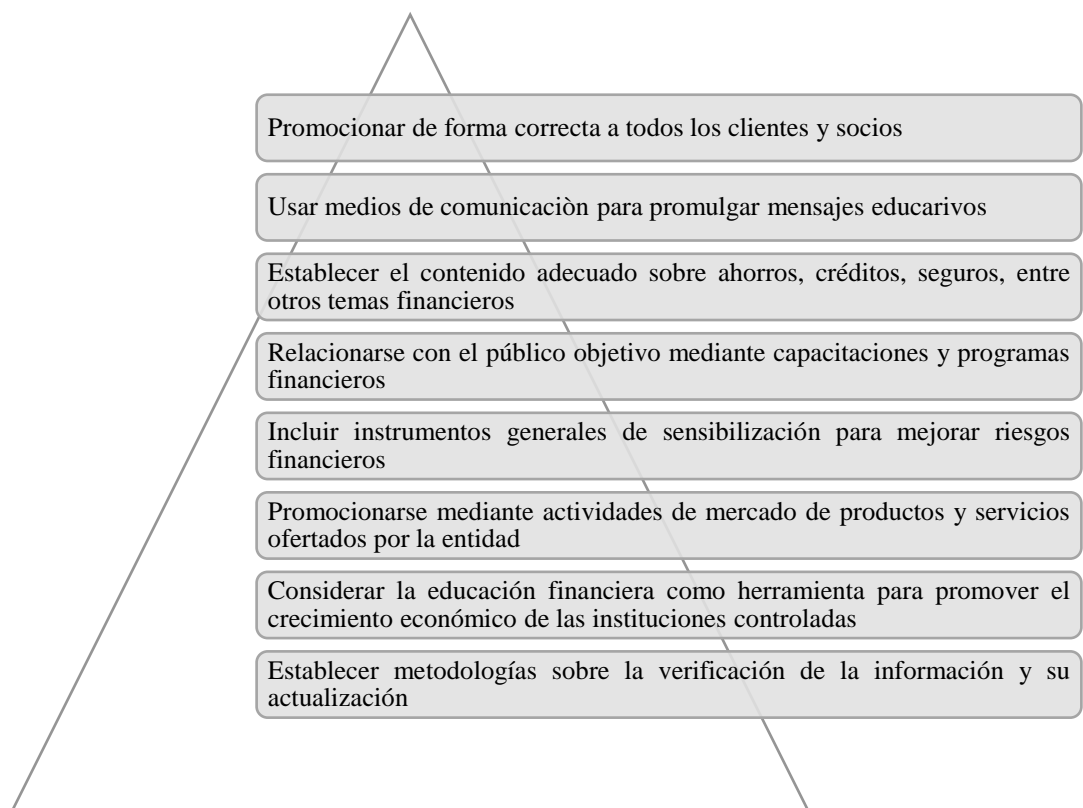 Promocionar de forma correcta a todos los clientes y socios
Usar medios de comunicaciòn para promulgar mensajes educarivos
Establecer el contenido adecuado sobre ahorros, créditos, seguros, entre
otros temas financieros
Relacionarse con el público objetivo mediante capacitaciones y programas
financieros
Incluir instrumentos generales de sensibilización para mejorar riesgos
financieros
Promocionarse mediante actividades de mercado de productos y servicios
ofertados por la entidad
Considerar la educación financiera como herramienta para promover el
crecimiento económico de las instituciones controladas
Establecer metodologías sobre la verificación de la información y su
actualización